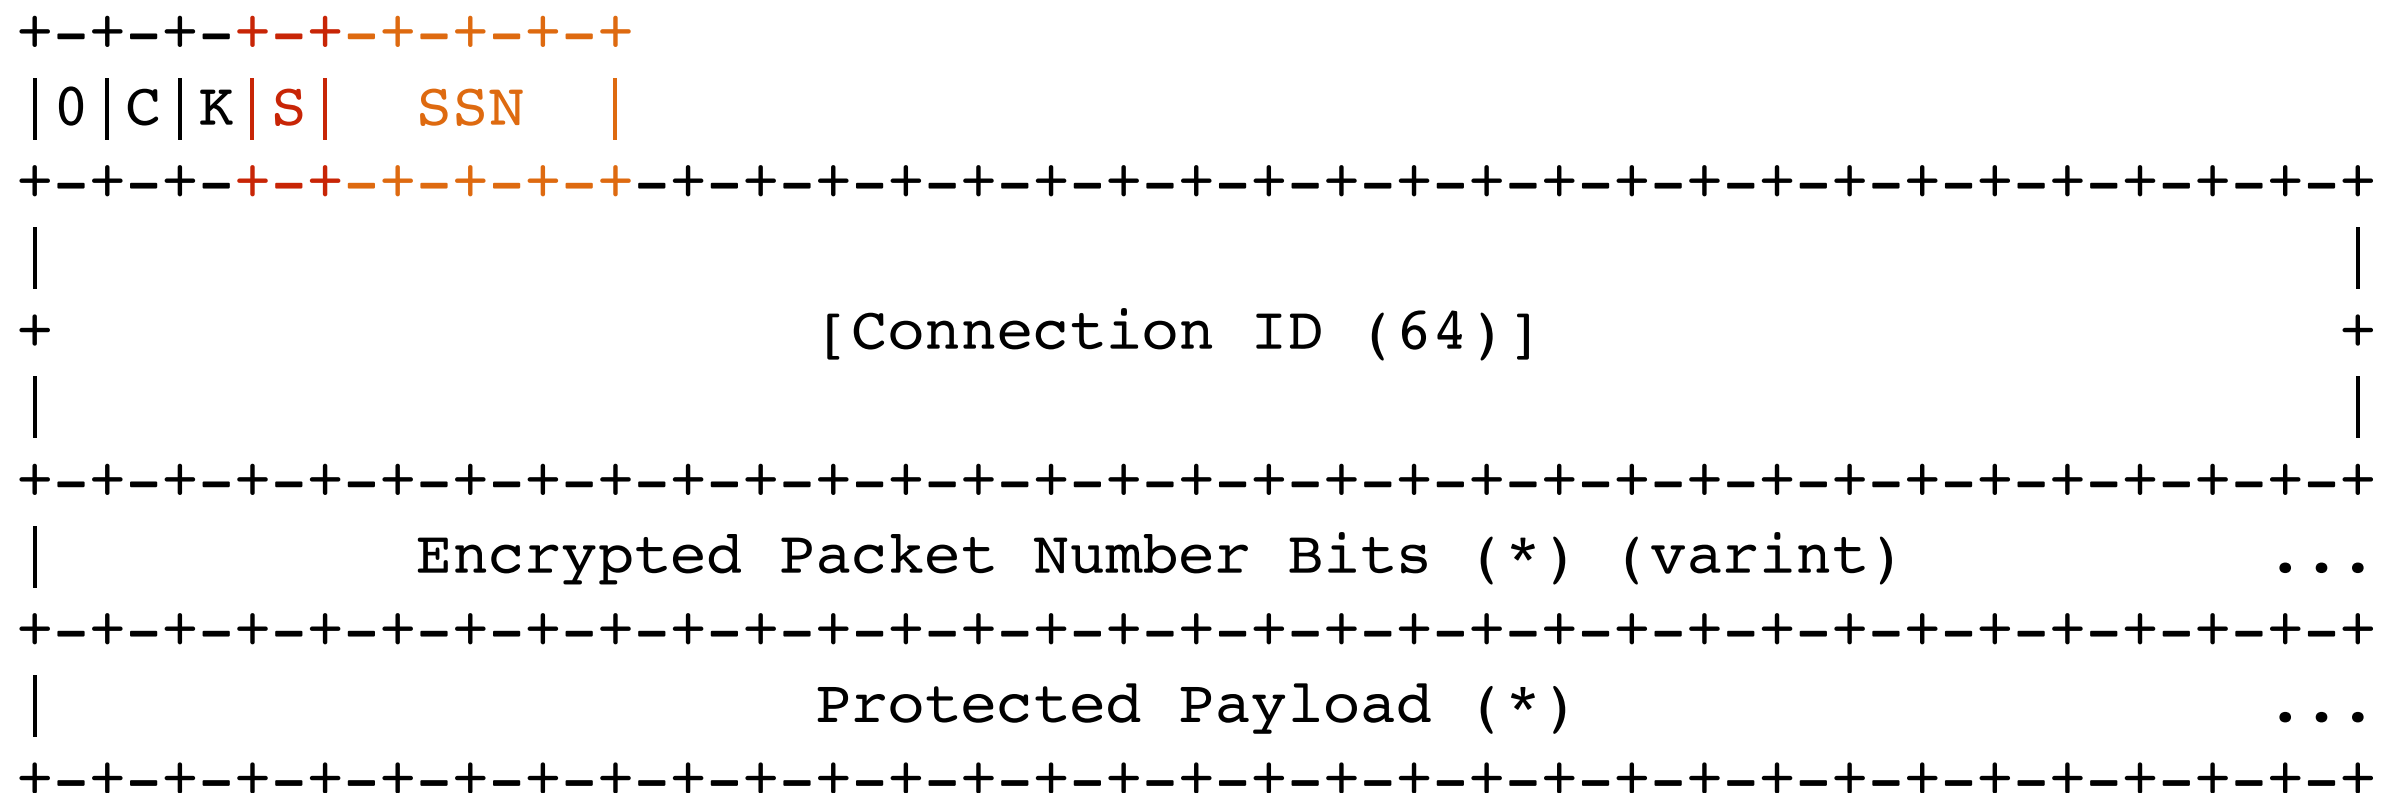 +-+-+-+-+-+-+-+-+
|0|C|K|S|  SSN  |
+-+-+-+-+-+-+-+-+-+-+-+-+-+-+-+-+-+-+-+-+-+-+-+-+-+-+-+-+-+-+-+-+
|                                                               |
+                     [Connection ID (64)]                      +
|                                                               |
+-+-+-+-+-+-+-+-+-+-+-+-+-+-+-+-+-+-+-+-+-+-+-+-+-+-+-+-+-+-+-+-+
|          Encrypted Packet Number Bits (*) (varint)          ...
+-+-+-+-+-+-+-+-+-+-+-+-+-+-+-+-+-+-+-+-+-+-+-+-+-+-+-+-+-+-+-+-+
|                     Protected Payload (*)                   ...
+-+-+-+-+-+-+-+-+-+-+-+-+-+-+-+-+-+-+-+-+-+-+-+-+-+-+-+-+-+-+-+-+